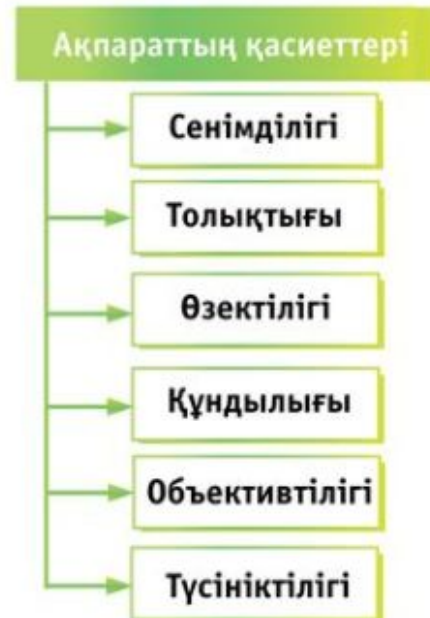 Ақпараттың қасиеттері
Сенімділігі
Толықтығы
Өзектілігі
Құндылығы
Объективтілігі
Түсініктілігі